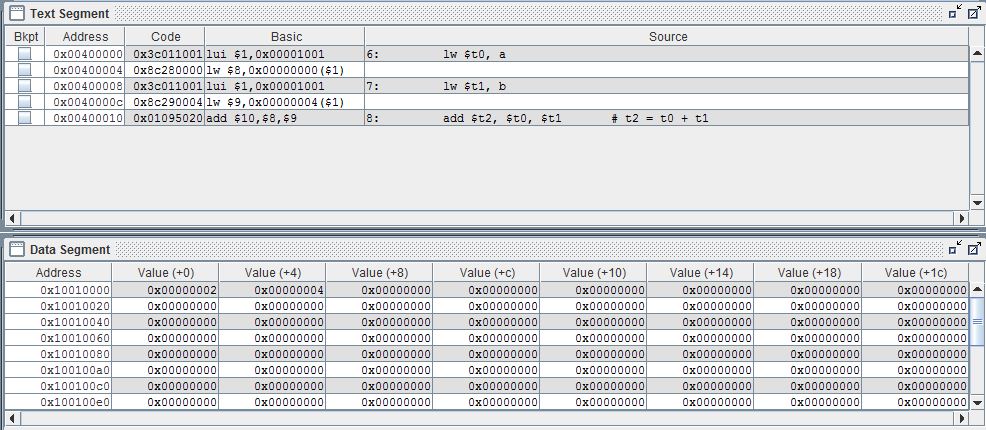 Text Segment
Bkpt Address Code Basic Source
0x00400000 0x3c011001 lui $1,0x00001001 6: lw $t0, a
0x00400004 0x8c280000 lw $8,0x00000000($1)
0x00400008 0x3c011001 lui $1,0x00001001 7: lw $t1, b
0x0040000c 0x8c290004 lw $9,0x00000004($1)
0x00400010 0x01095020 add $10,$8,$9 8: add $t2, $t0, $t1 # t2 = t0 + t1
Data Segment
Address Value (+0) Value (+4) Value (+8) Value (+c) Value (+10) Value (+14) Value (+18) Value (+1c)
0x10010000 0x00000002 0x00000004 0x00000000 0x00000000 0x00000000 0x00000000 0x00000000 0x00000000
0x10010020 0x00000000 0x00000000 0x00000000 0x00000000 0x00000000 0x00000000 0x00000000 0x00000000
0x10010040 0x00000000 0x00000000 0x00000000 0x00000000 0x00000000 0x00000000 0x00000000 0x00000000
0x10010060 0x00000000 0x00000000 0x00000000 0x00000000 0x00000000 0x00000000 0x00000000 0x00000000
0x10010080 0x00000000 0x00000000 0x00000000 0x00000000 0x00000000 0x00000000 0x00000000 0x00000000
0x100100a0 0x00000000 0x00000000 0x00000000 0x00000000 0x00000000 0x00000000 0x00000000 0x00000000
0x100100c0 0x00000000 0x00000000 0x00000000 0x00000000 0x00000000 0x00000000 0x00000000 0x00000000
0x100100e0 0x00000000 0x00000000 0x00000000 0x00000000 0x00000000 0x00000000 0x00000000 0x00000000